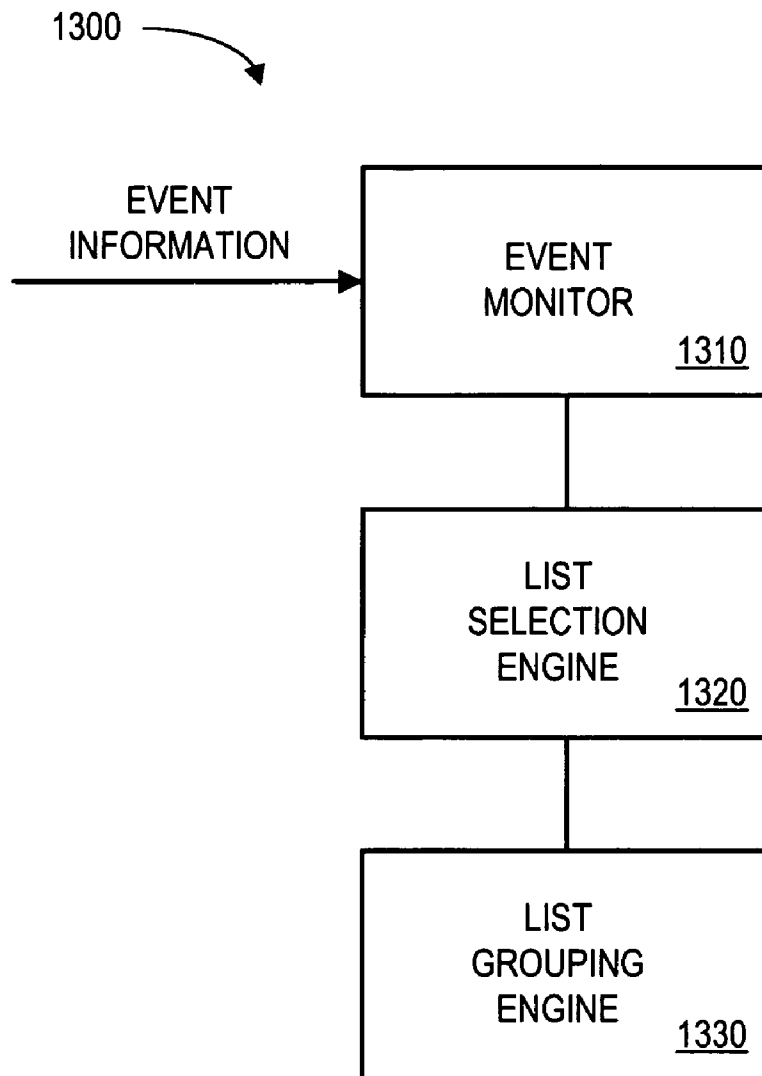 1300
EVENT
INFORMATION
EVENT
MONITOR
1310
LIST
SELECTION
ENGINE
1320
LIST
GROUPING
ENGINE
1330